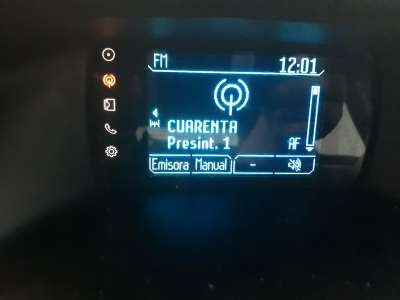 FM 12:01
CUARENTA
Presint. 1 AF
Emisora Manual -